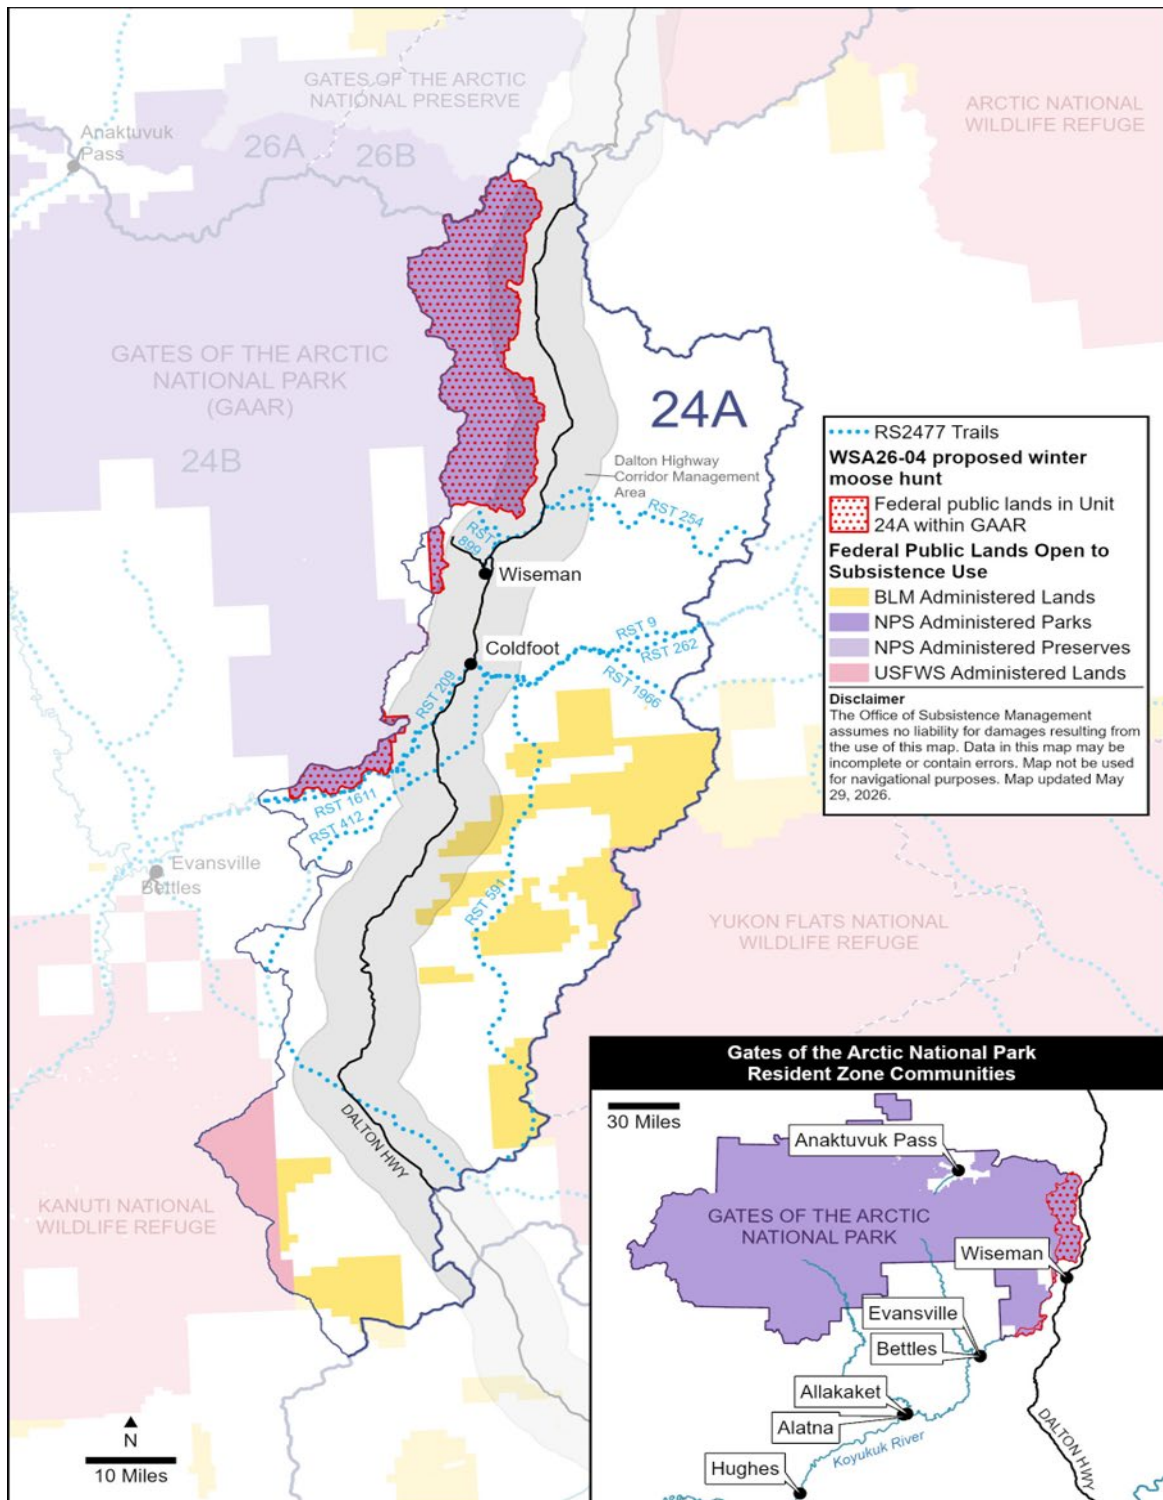 GATES OF THE ARCTIC
NATIONAL PRESERVE
ARCTIC NATIONAL
WILDLIFE REFUGE
Anaktuvuk
Pass
26A
26B
GATES OF THE ARCTIC
NATIONAL PARK
(GAAR)
24B
24A
Dalton Highway
Corridor Management
Area
RST 254
RST
899
Wiseman
RST 9
RST 262
RST 1966
Coldfoot
RST 209
RST 1611
RST 412
Evansville
Bettles
RST 591
YUKON FLATS NATIONAL
WILDLIFE REFUGE
DALTON HWY
KANUTI NATIONAL
WILDLIFE REFUGE
N
10 Miles
RS2477 Trails
WSA26-04 proposed winter
moose hunt
Federal public lands in Unit
24A within GAAR
Federal Public Lands Open to
Subsistence Use
BLM Administered Lands
NPS Administered Parks
NPS Administered Preserves
USFWS Administered Lands
Disclaimer
The Office of Subsistence Management
assumes no liability for damages resulting from
the use of this map. Data in this map may be
incomplete or contain errors. Map not be used
for navigational purposes. Map updated May
29, 2026.
Gates of the Arctic National Park
Resident Zone Communities
30 Miles
Anaktuvuk Pass
GATES OF THE ARCTIC
NATIONAL PARK
Wiseman
Evansville
Bettles
Allakaket
Alatna
Koyukuk River
Hughes
DALTON HWY